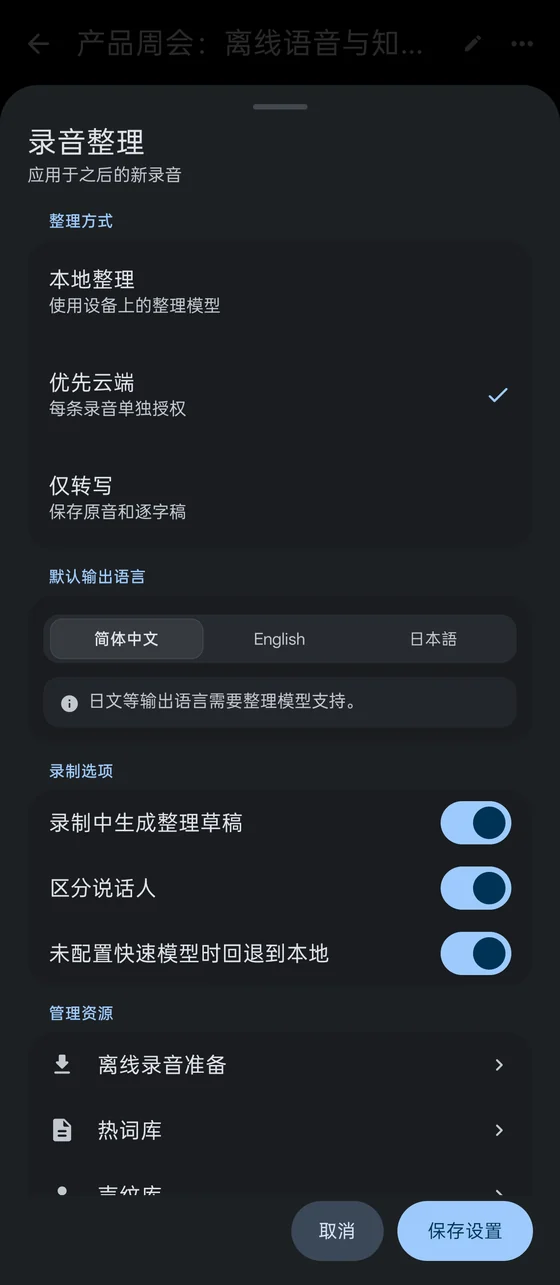 产品周会：离线语音与知...
录音整理
应用于之后的新录音
整理方式
本地整理
使用设备上的整理模型
优先云端
每条录音单独授权
仅转写
保存原音和逐字稿
默认输出语言
简体中文 English 日本語
日文等输出语言需要整理模型支持。
录制选项
录制中生成整理草稿
区分说话人
未配置快速模型时回退到本地
管理资源
离线录音准备
热词库
声纹库
取消 保存设置